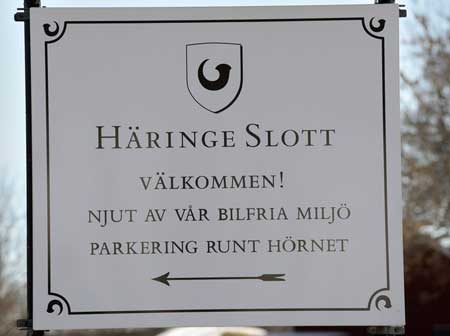 HÄRINGE SLOTT
VÄLKOMMEN!
NJUT AV VÅR BILFRIA MILJÖ
PARKERING RUNT HÖRNET